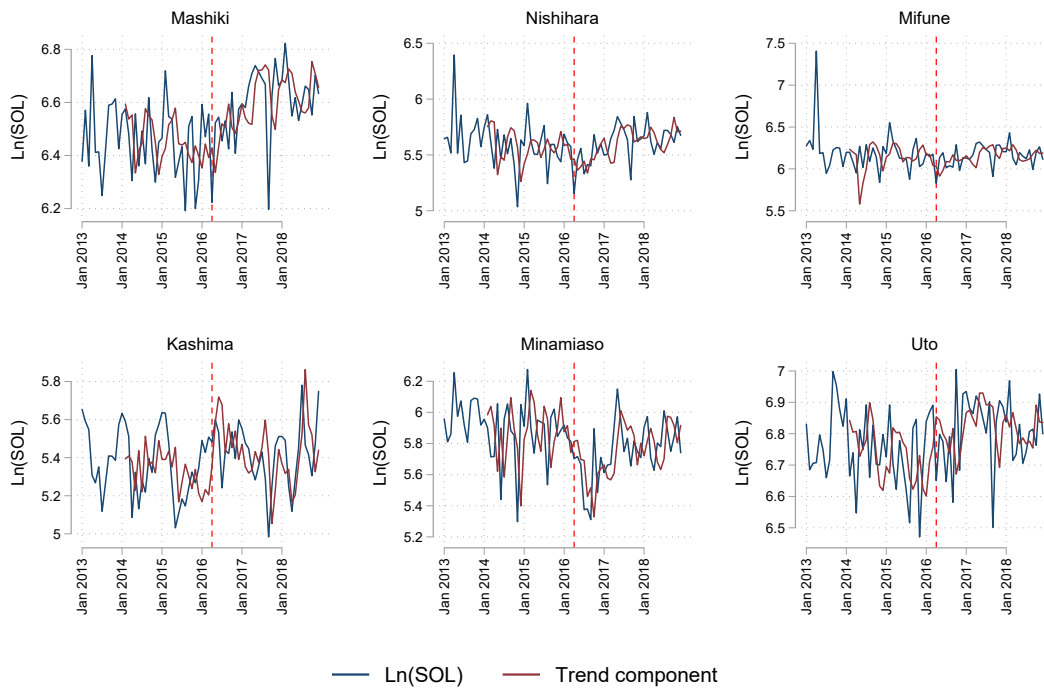 Mashiki
Ln(SOL)
6.8
6.6
6.4
6.2
Jan 2013
Jan 2014
Jan 2015
Jan 2016
Jan 2017
Jan 2018
Nishihara
Ln(SOL)
6.5
6
5.5
5
Jan 2013
Jan 2014
Jan 2015
Jan 2016
Jan 2017
Jan 2018
Mifune
Ln(SOL)
7.5
7
6.5
6
5.5
Jan 2013
Jan 2014
Jan 2015
Jan 2016
Jan 2017
Jan 2018
Kashima
Ln(SOL)
5.8
5.6
5.4
5.2
5
Jan 2013
Jan 2014
Jan 2015
Jan 2016
Jan 2017
Jan 2018
Minamiaso
Ln(SOL)
6.2
6
5.8
5.6
5.4
5.2
Jan 2013
Jan 2014
Jan 2015
Jan 2016
Jan 2017
Jan 2018
Uto
Ln(SOL)
7
6.9
6.8
6.7
6.6
6.5
Jan 2013
Jan 2014
Jan 2015
Jan 2016
Jan 2017
Jan 2018
Ln(SOL) Trend component